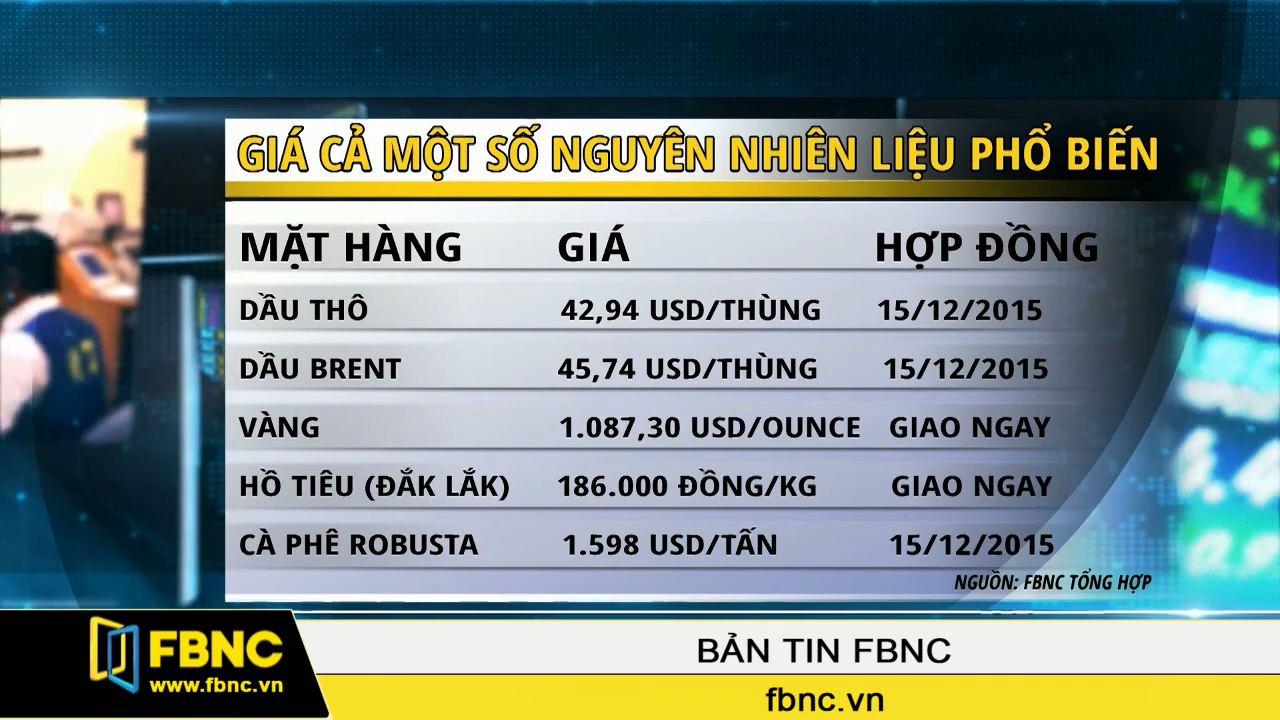 GIÁ CẢ MỘT SỐ NGUYÊN NHIÊN LIỆU PHỔ BIẾN
MẶT HÀNG GIÁ HỢP ĐỒNG
DẦU THÔ 42,94 USD/THÙNG 15/12/2015
DẦU BRENT 45,74 USD/THÙNG 15/12/2015
VÀNG 1.087,30 USD/OUNCE GIAO NGAY
HỒ TIÊU (ĐẮK LẮK) 186.000 ĐỒNG/KG GIAO NGAY
CÀ PHÊ ROBUSTA 1.598 USD/TẤN 15/12/2015
NGUỒN: FBNC TỔNG HỢP
FBNC
www.fbnc.vn
BẢN TIN FBNC
fbnc.vn